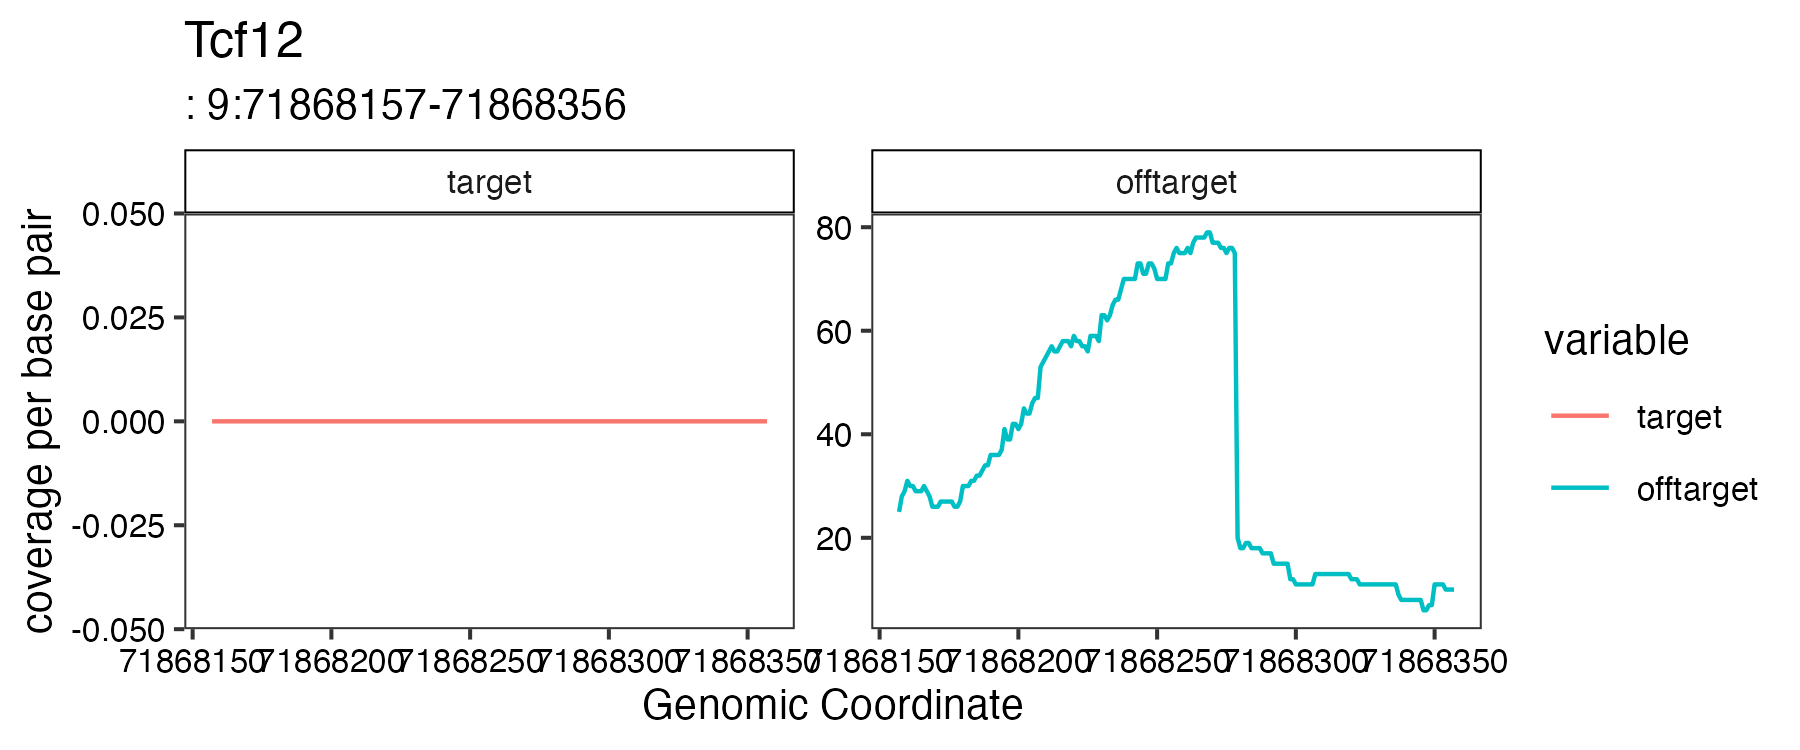 Tcf12
: 9:71868157-71868356
target
offtarget
coverage per base pair
0.050
0.025
0.000
-0.025
-0.050
80
60
40
20
71868150 71868200 71868250 71868300 71868350
71868150 71868200 71868250 71868300 71868350
Genomic Coordinate
variable
target
offtarget